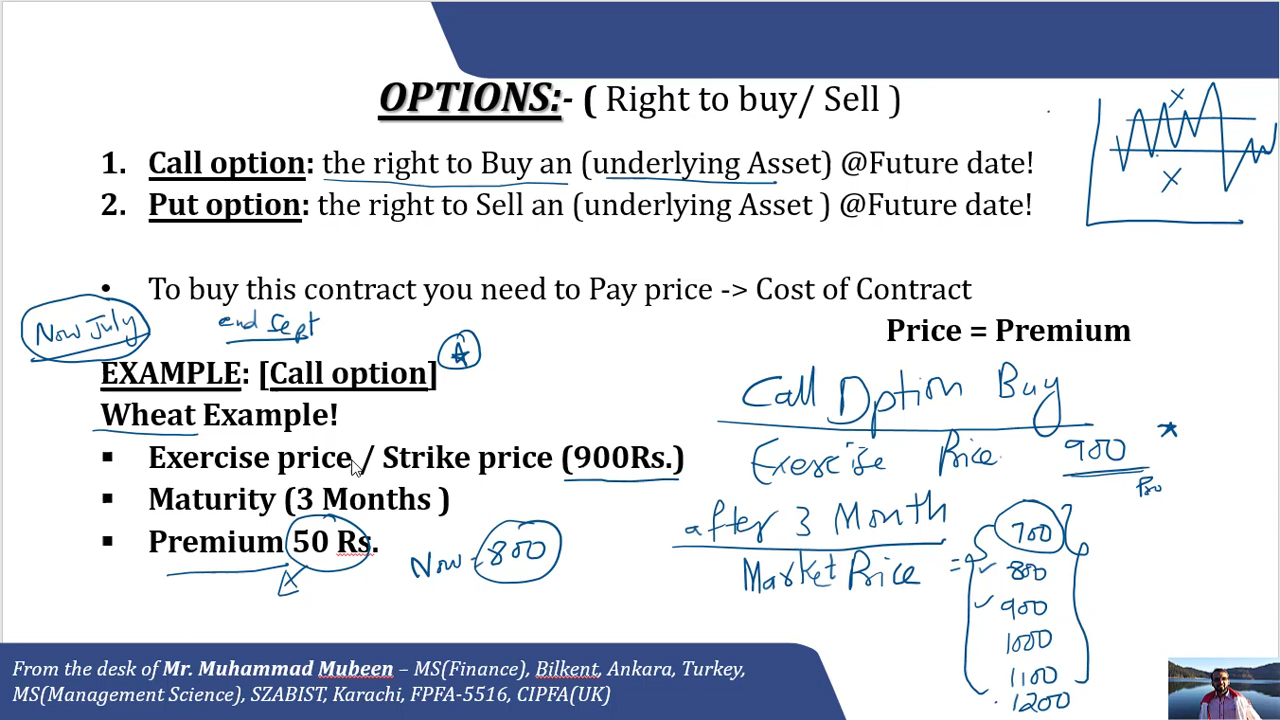 OPTIONS:- ( Right to buy/ Sell )
1. Call option: the right to Buy an (underlying Asset) @Future date!
2. Put option: the right to Sell an (underlying Asset ) @Future date!
• To buy this contract you need to Pay price -> Cost of Contract
Now July
end Sept
Price = Premium
EXAMPLE: [Call option]
Wheat Example!
▪ Exercise price / Strike price (900Rs.)
▪ Maturity (3 Months )
▪ Premium 50 Rs.
Now = 800
Call Option Buy
Exercise Price 900
after 3 Month
Market Price =
700
800
900
1000
1100
1200
From the desk of Mr. Muhammad Mubeen – MS(Finance), Bilkent, Ankara, Turkey,
MS(Management Science), SZABIST, Karachi, FPFA-5516, CIPFA(UK)